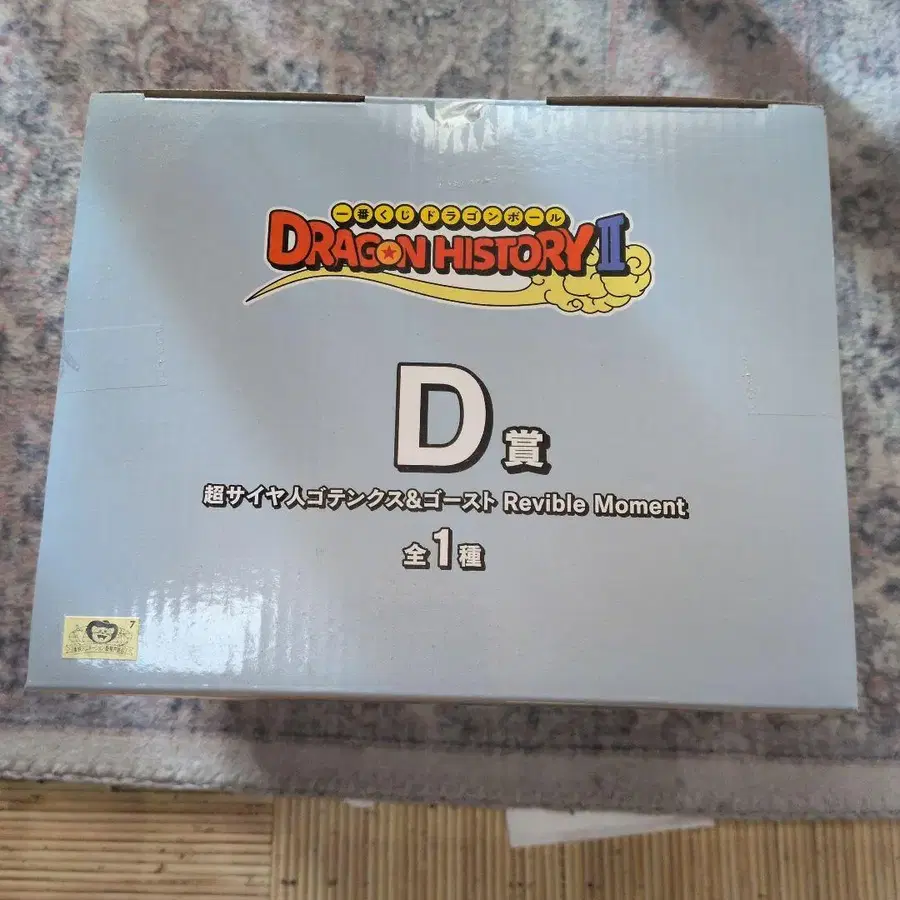 一番くじドラゴンボール
DRAGON HISTORY II
D賞
超サイヤ人ゴテンクス&ゴースト Revible Moment
全1種
7